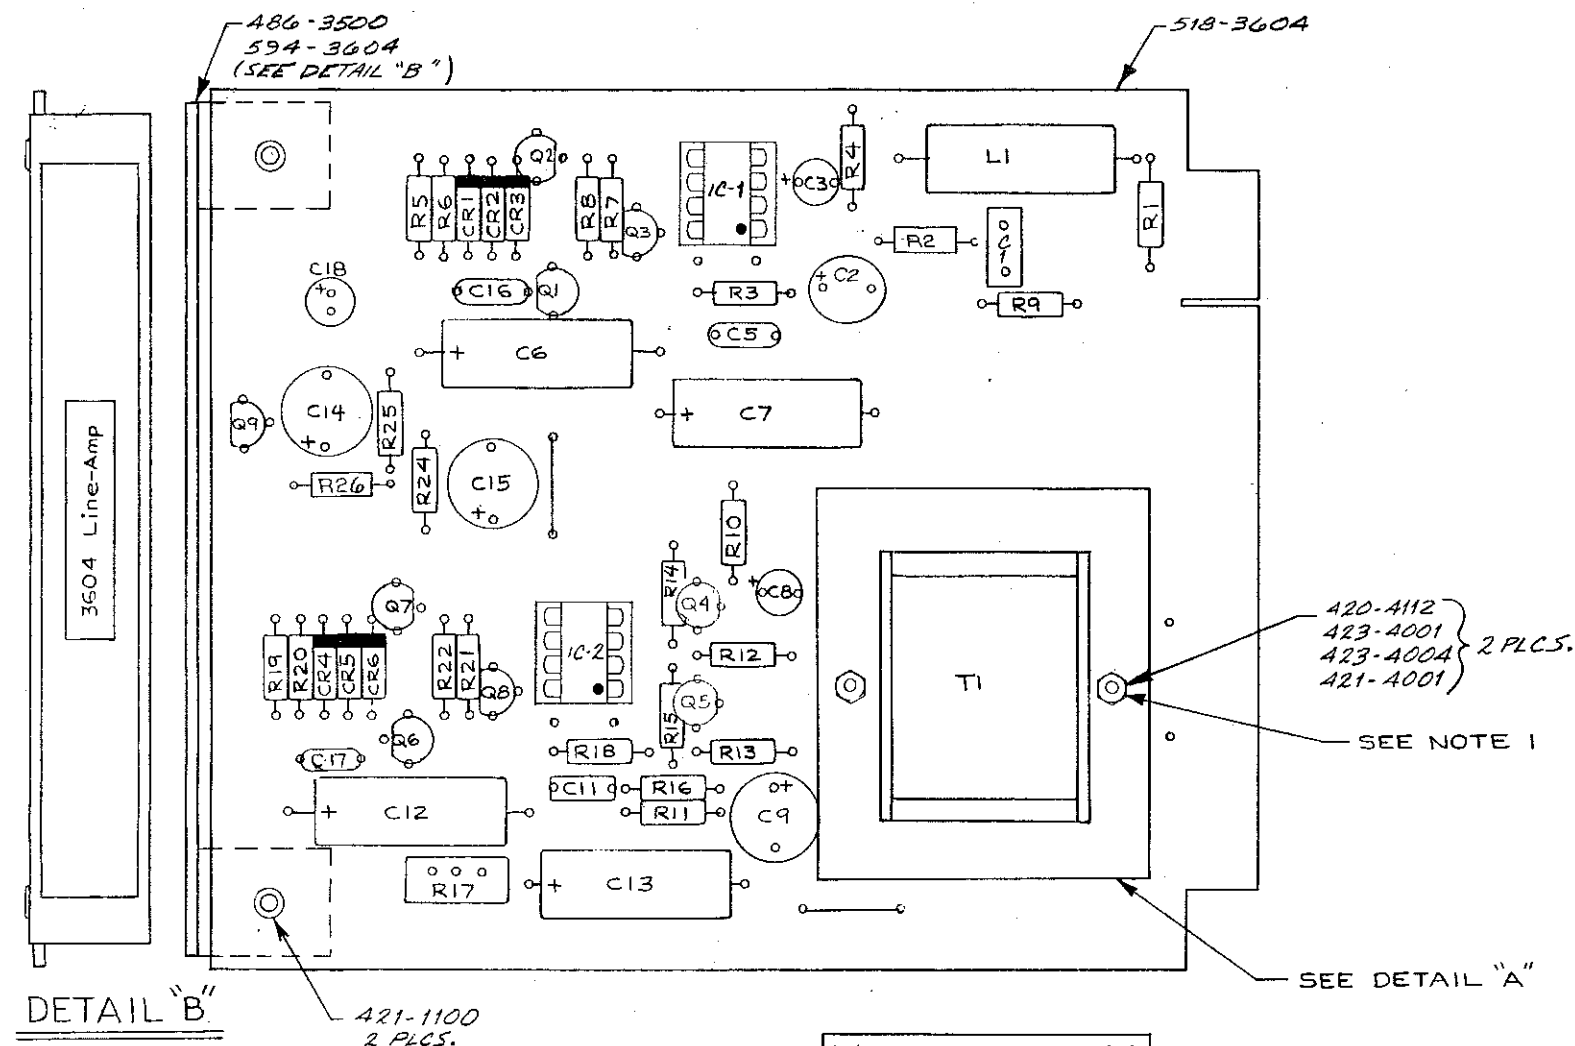 486-3500
594-3604
(SEE DETAIL "B")
518-3604
Q2
R4
L1
R5
R6
CR1
CR2
CR3
R8
R7
IC-1
+
C3
R1
Q3
R2
C1
C18
+
C16
Q1
R3
+ C2
R9
C5
+ C6
Q9
C14
+
R25
+ C7
3604 Line-Amp
R24
R26
C15
+
R10
R14
+
C8
Q7
Q4
420-4112
423-4001
423-4004
421-4001
2 PLCS.
R19
R20
CR4
CR5
CR6
R22
R21
IC-2
R12
T1
Q8
Q5
R15
Q6
C17
R18
R13
SEE NOTE 1
C11
R16
+
R11
C9
+ C12
R17
+ C13
SEE DETAIL "A"
DETAIL "B"
421-1100
2 PLCS.